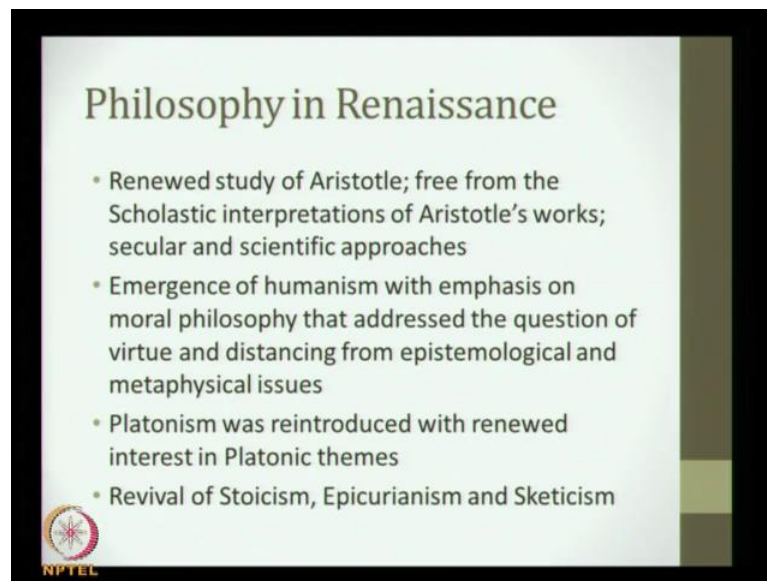 Philosophy in Renaissance
• Renewed study of Aristotle; free from the
Scholastic interpretations of Aristotle's works;
secular and scientific approaches
• Emergence of humanism with emphasis on
moral philosophy that addressed the question of
virtue and distancing from epistemological and
metaphysical issues
• Platonism was reintroduced with renewed
interest in Platonic themes
• Revival of Stoicism, Epicurianism and Sketicism
NPTEL